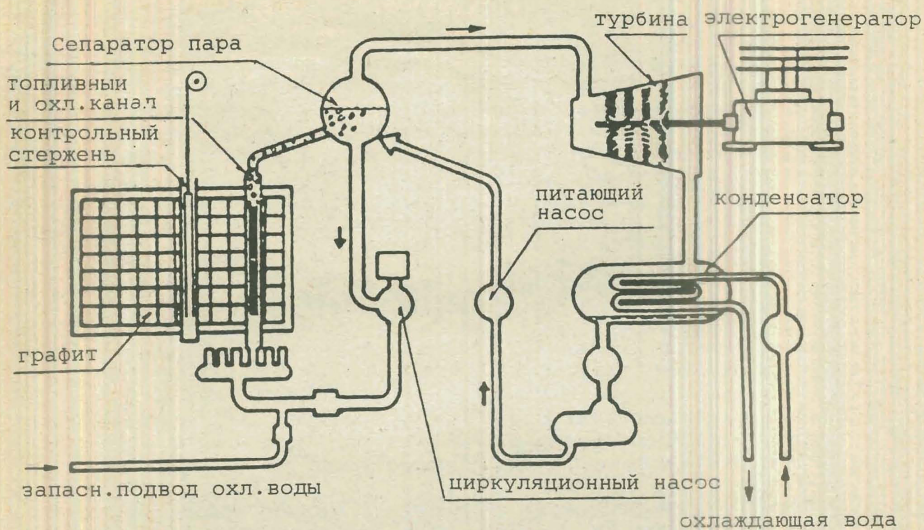 турбина
электрогенератор
Сепаратор пара
топливныи
и охл.канал
контрольный
стержень
питающий
насос
конденсатор
графит
запасн.подвод охл.воды
циркуляционный насос
охлаждающая вода